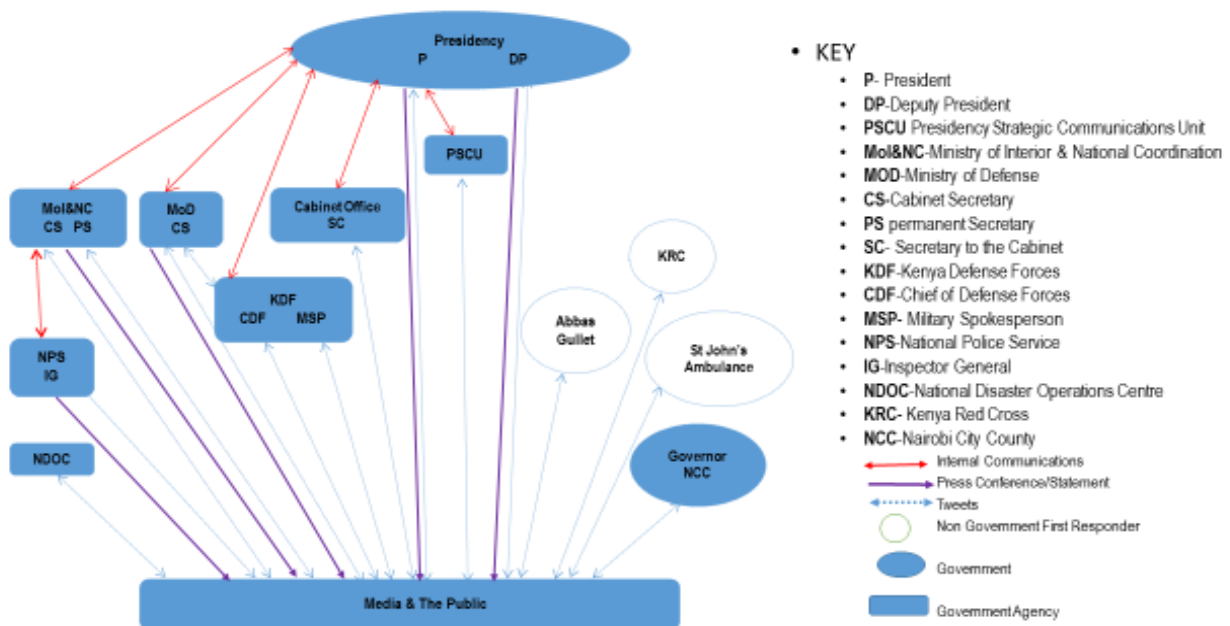 Presidency
P DP
PSCU
MoI&NC
CS PS
MoD
CS
Cabinet Office
SC
KDF
CDF MSP
NPS
IG
NDOC
KRC
Abbas
Gullet
St John's
Ambulance
Governor
NCC
Media & The Public
• KEY
• P- President
• DP-Deputy President
• PSCU Presidency Strategic Communications Unit
• MoI&NC-Ministry of Interior & National Coordination
• MOD-Ministry of Defense
• CS-Cabinet Secretary
• PS permanent Secretary
• SC- Secretary to the Cabinet
• KDF-Kenya Defense Forces
• CDF-Chief of Defense Forces
• MSP- Military Spokesperson
• NPS-National Police Service
• IG-Inspector General
• NDOC-National Disaster Operations Centre
• KRC- Kenya Red Cross
• NCC-Nairobi City County
Internal Communications
Press Conference/Statement
Tweets
Non Government First Responder
Government
Government Agency